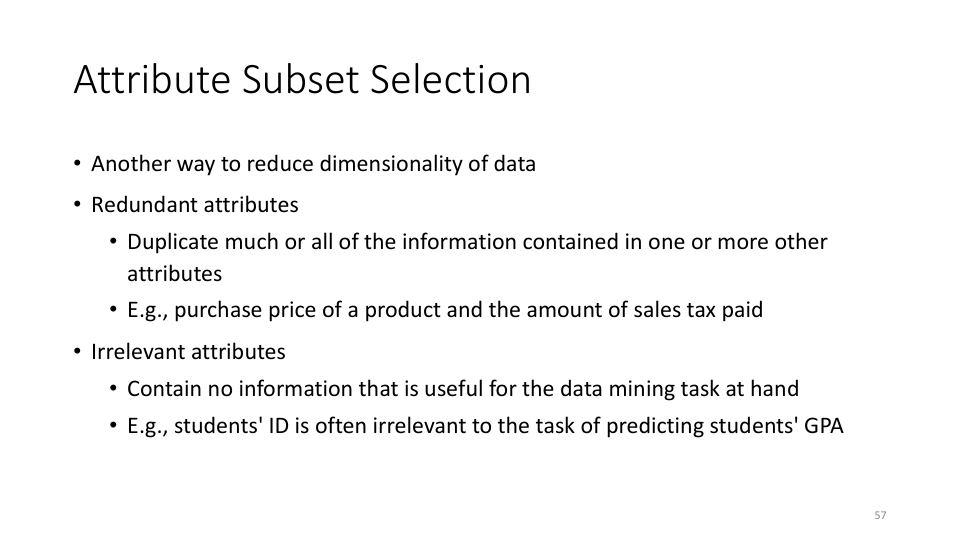 Attribute Subset Selection
• Another way to reduce dimensionality of data
• Redundant attributes
• Duplicate much or all of the information contained in one or more other
attributes
• E.g., purchase price of a product and the amount of sales tax paid
• Irrelevant attributes
• Contain no information that is useful for the data mining task at hand
• E.g., students' ID is often irrelevant to the task of predicting students' GPA
57